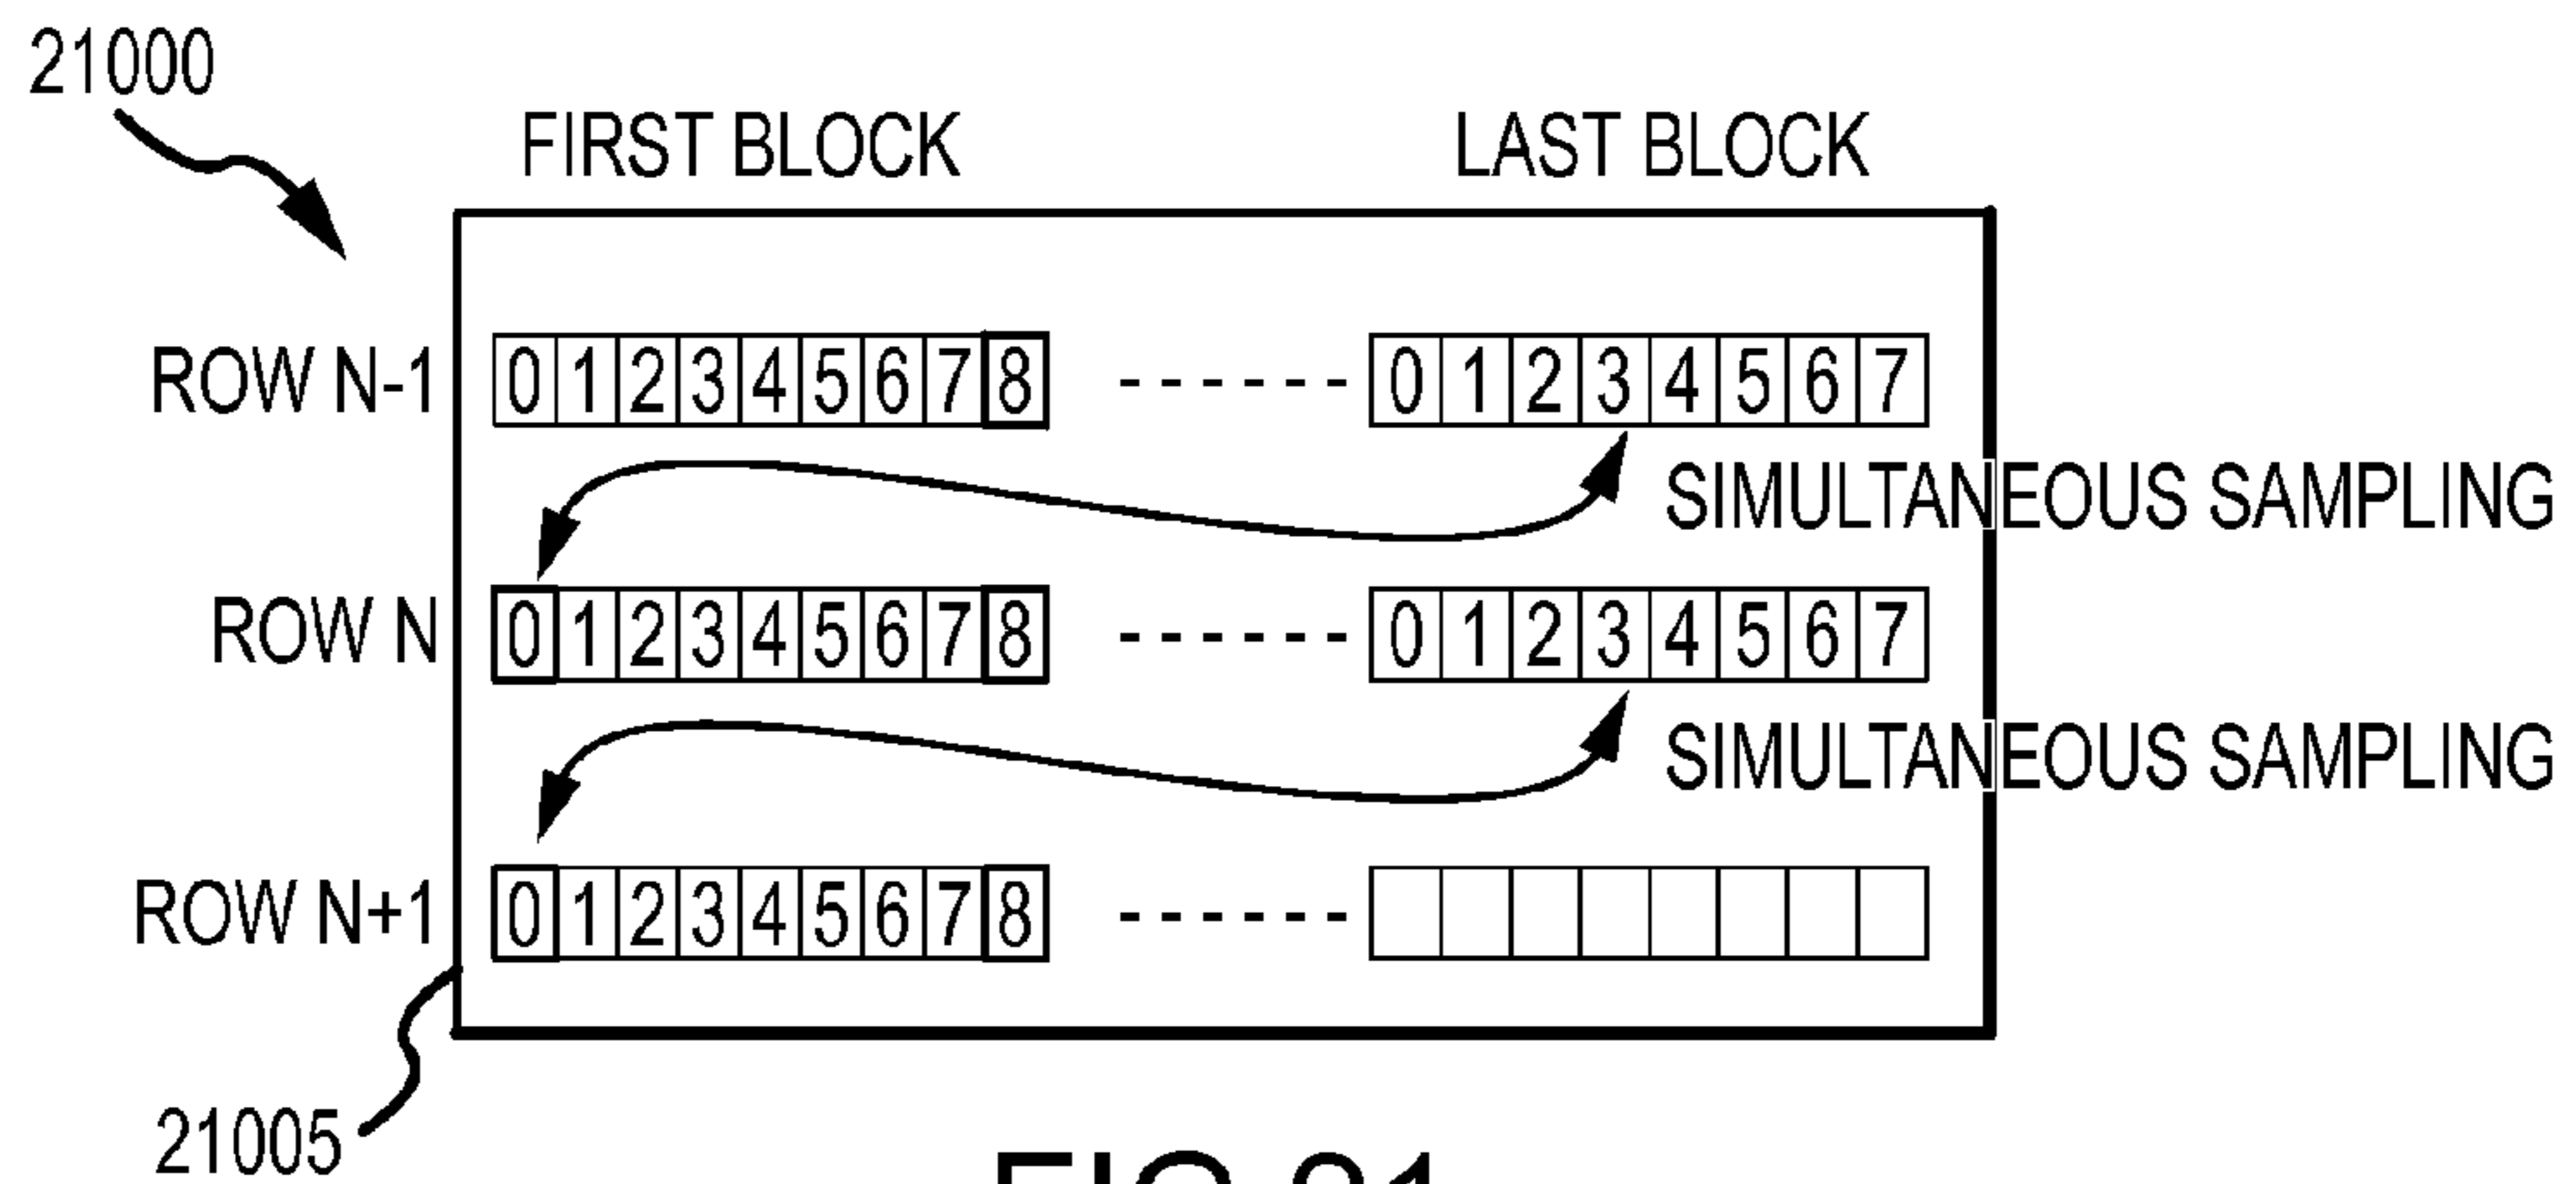 21000
FIRST BLOCK LAST BLOCK
ROW N-1 0 1 2 3 4 5 6 7 8 0 1 2 3 4 5 6 7
SIMULTANEOUS SAMPLING
ROW N 0 1 2 3 4 5 6 7 8 0 1 2 3 4 5 6 7
SIMULTANEOUS SAMPLING
ROW N+1 0 1 2 3 4 5 6 7 8
21005
FIG.21